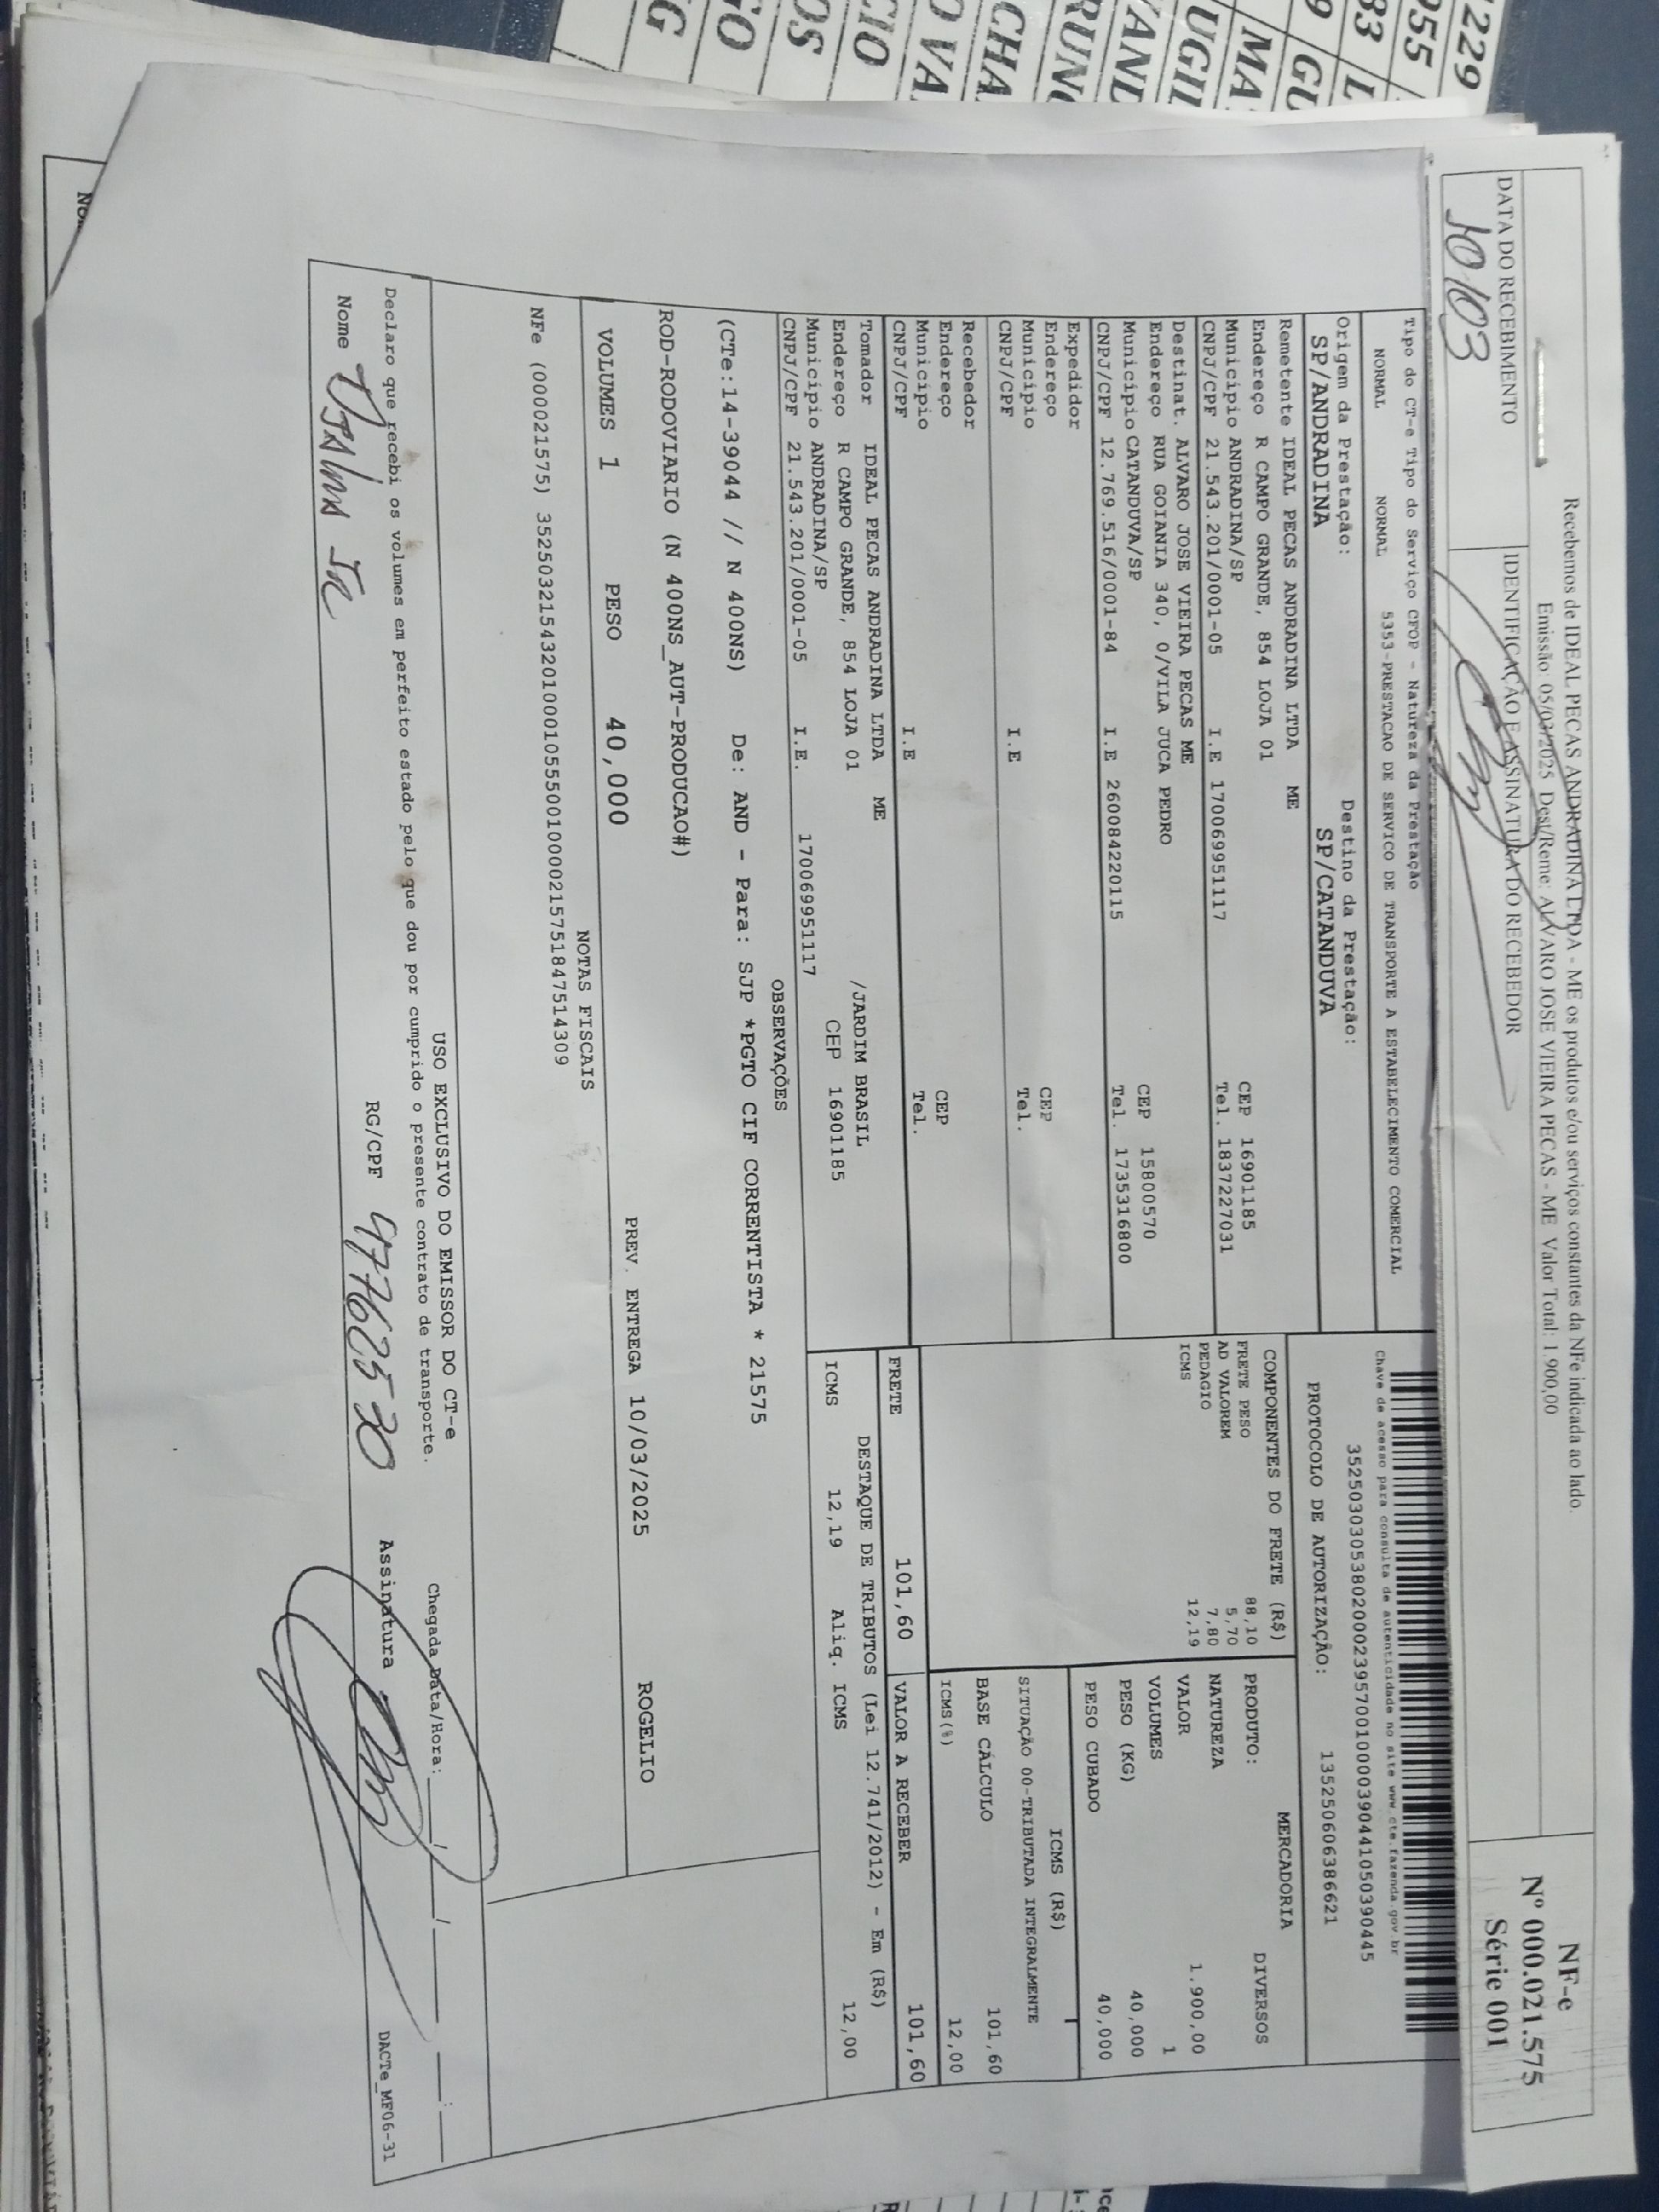 Recebemos de IDEAL PECAS ANDRADINA LTDA - ME os produtos e/ou serviços constantes da NFe indicada ao lado.
Emissão: 05/03/2025 Dest/Reme: ALVARO JOSE VIEIRA PECAS - ME Valor Total: 1.900,00
DATA DO RECEBIMENTO
IDENTIFICAÇÃO E ASSINATURA DO RECEBEDOR
10/03
NF-e
Nº 000.021.575
Série 001
Tipo do CT-e Tipo do Serviço CFOP - Natureza da Prestação
NORMAL NORMAL 5353-PRESTACAO DE SERVICO DE TRANSPORTE A ESTABELECIMENTO COMERCIAL
Chave de acesso para consulta de autenticidade no site www.cte.fazenda.gov.br
35250303053802000239570010000390441050390445
PROTOCOLO DE AUTORIZAÇÃO: 135250606386621
Origem da Prestação: Destino da Prestação:
SP/ANDRADINA SP/CATANDUVA
Remetente IDEAL PECAS ANDRADINA LTDA ME
Endereço R CAMPO GRANDE, 854 LOJA 01 CEP 16901185
Município ANDRADINA/SP Tel. 1837227031
CNPJ/CPF 21.543.201/0001-05 I.E 170069951117
Destinat. ALVARO JOSE VIEIRA PECAS ME
Endereço RUA GOIANIA 340, 0/VILA JUCA PEDRO CEP 15800570
Município CATANDUVA/SP Tel. 1735316800
CNPJ/CPF 12.769.516/0001-84 I.E 260084220115
Expedidor
Endereço CEP
Município Tel.
CNPJ/CPF I.E
Recebedor
Endereço CEP
Município Tel.
CNPJ/CPF I.E
Tomador IDEAL PECAS ANDRADINA LTDA ME
Endereço R CAMPO GRANDE, 854 LOJA 01 /JARDIM BRASIL
Município ANDRADINA/SP CEP 16901185
CNPJ/CPF 21.543.201/0001-05 I.E. 170069951117
COMPONENTES DO FRETE (R$)
FRETE PESO 88,10
AD VALOREM 5,70
PEDAGIO 7,80
ICMS 12,19
MERCADORIA
PRODUTO: DIVERSOS
NATUREZA
VALOR 1.900,00
VOLUMES 1
PESO (KG) 40,000
PESO CUBADO 40,000
ICMS (R$)
SITUAÇÃO 00-TRIBUTADA INTEGRALMENTE
BASE CÁLCULO 101,60
ICMS(%) 12,00
FRETE 101,60 VALOR A RECEBER 101,60
DESTAQUE DE TRIBUTOS (Lei 12.741/2012) - Em (R$)
ICMS 12,19 Aliq. ICMS 12,00
OBSERVAÇÕES
(CTe:14-39044 // N 400NS) De: AND - Para: SJP *PGTO CIF CORRENTISTA * 21575
ROD-RODOVIARIO (N 400NS_AUT-PRODUCAO#)
VOLUMES 1 PESO 40,000 PREV. ENTREGA 10/03/2025 ROGELIO
NOTAS FISCAIS
NFe (000021575) 35250321543201000105550010000215751847514309
USO EXCLUSIVO DO EMISSOR DO CT-e
Declaro que recebi os volumes em perfeito estado pelo que dou por cumprido o presente contrato de transporte.
Chegada Data/Hora: / / :
Nome RG/CPF Assinatura
DACTe_MF06-31